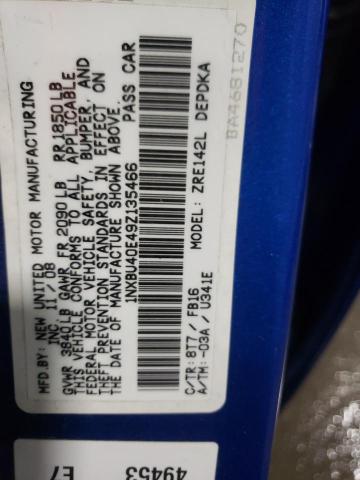 MFD.BY: NEW UNITED MOTOR MANUFACTURING
INC. 11/08
GVWR 3840 LB GAWR FR 2090 LB RR 1850 LB
THIS VEHICLE CONFORMS TO ALL APPLICABLE
FEDERAL MOTOR VEHICLE SAFETY, BUMPER, AND
THEFT PREVENTION STANDARDS IN EFFECT ON
THE DATE OF MANUFACTURE SHOWN ABOVE.
1NXBU40E49Z135466 PASS CAR
C/TR: 8T7 / FB16 MODEL: ZRE142L DEPDKA
A/TM: -03A / U341E
BA4681270
49453
E7